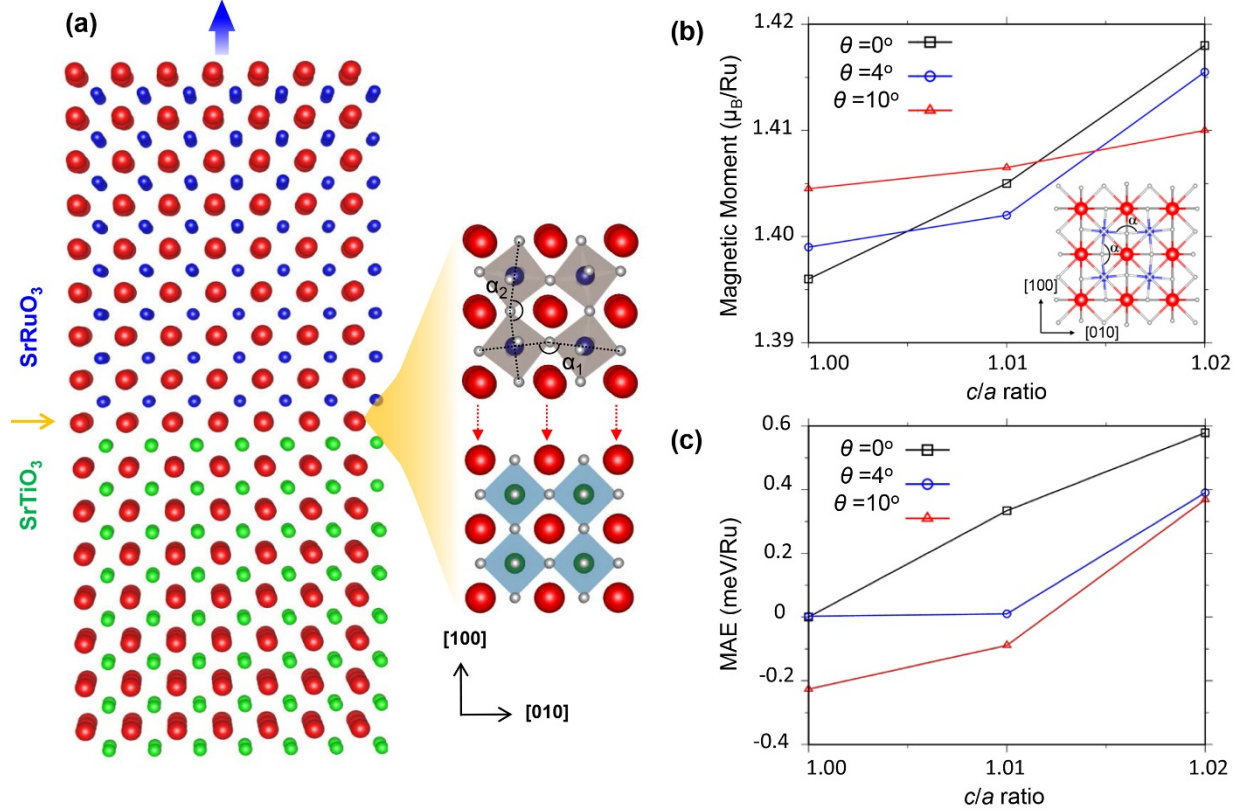 (a)
SrRuO₃
SrTiO₃
α₂
α₁
[100]
[010]
(b)
Magnetic Moment (μ_B/Ru)
1.42
1.41
1.40
1.39
θ =0°
θ =4°
θ =10°
α
α
[100]
[010]
1.00 1.01 1.02
c/a ratio
(c)
MAE (meV/Ru)
0.6
0.4
0.2
0
-0.2
-0.4
θ =0°
θ =4°
θ =10°
1.00 1.01 1.02
c/a ratio